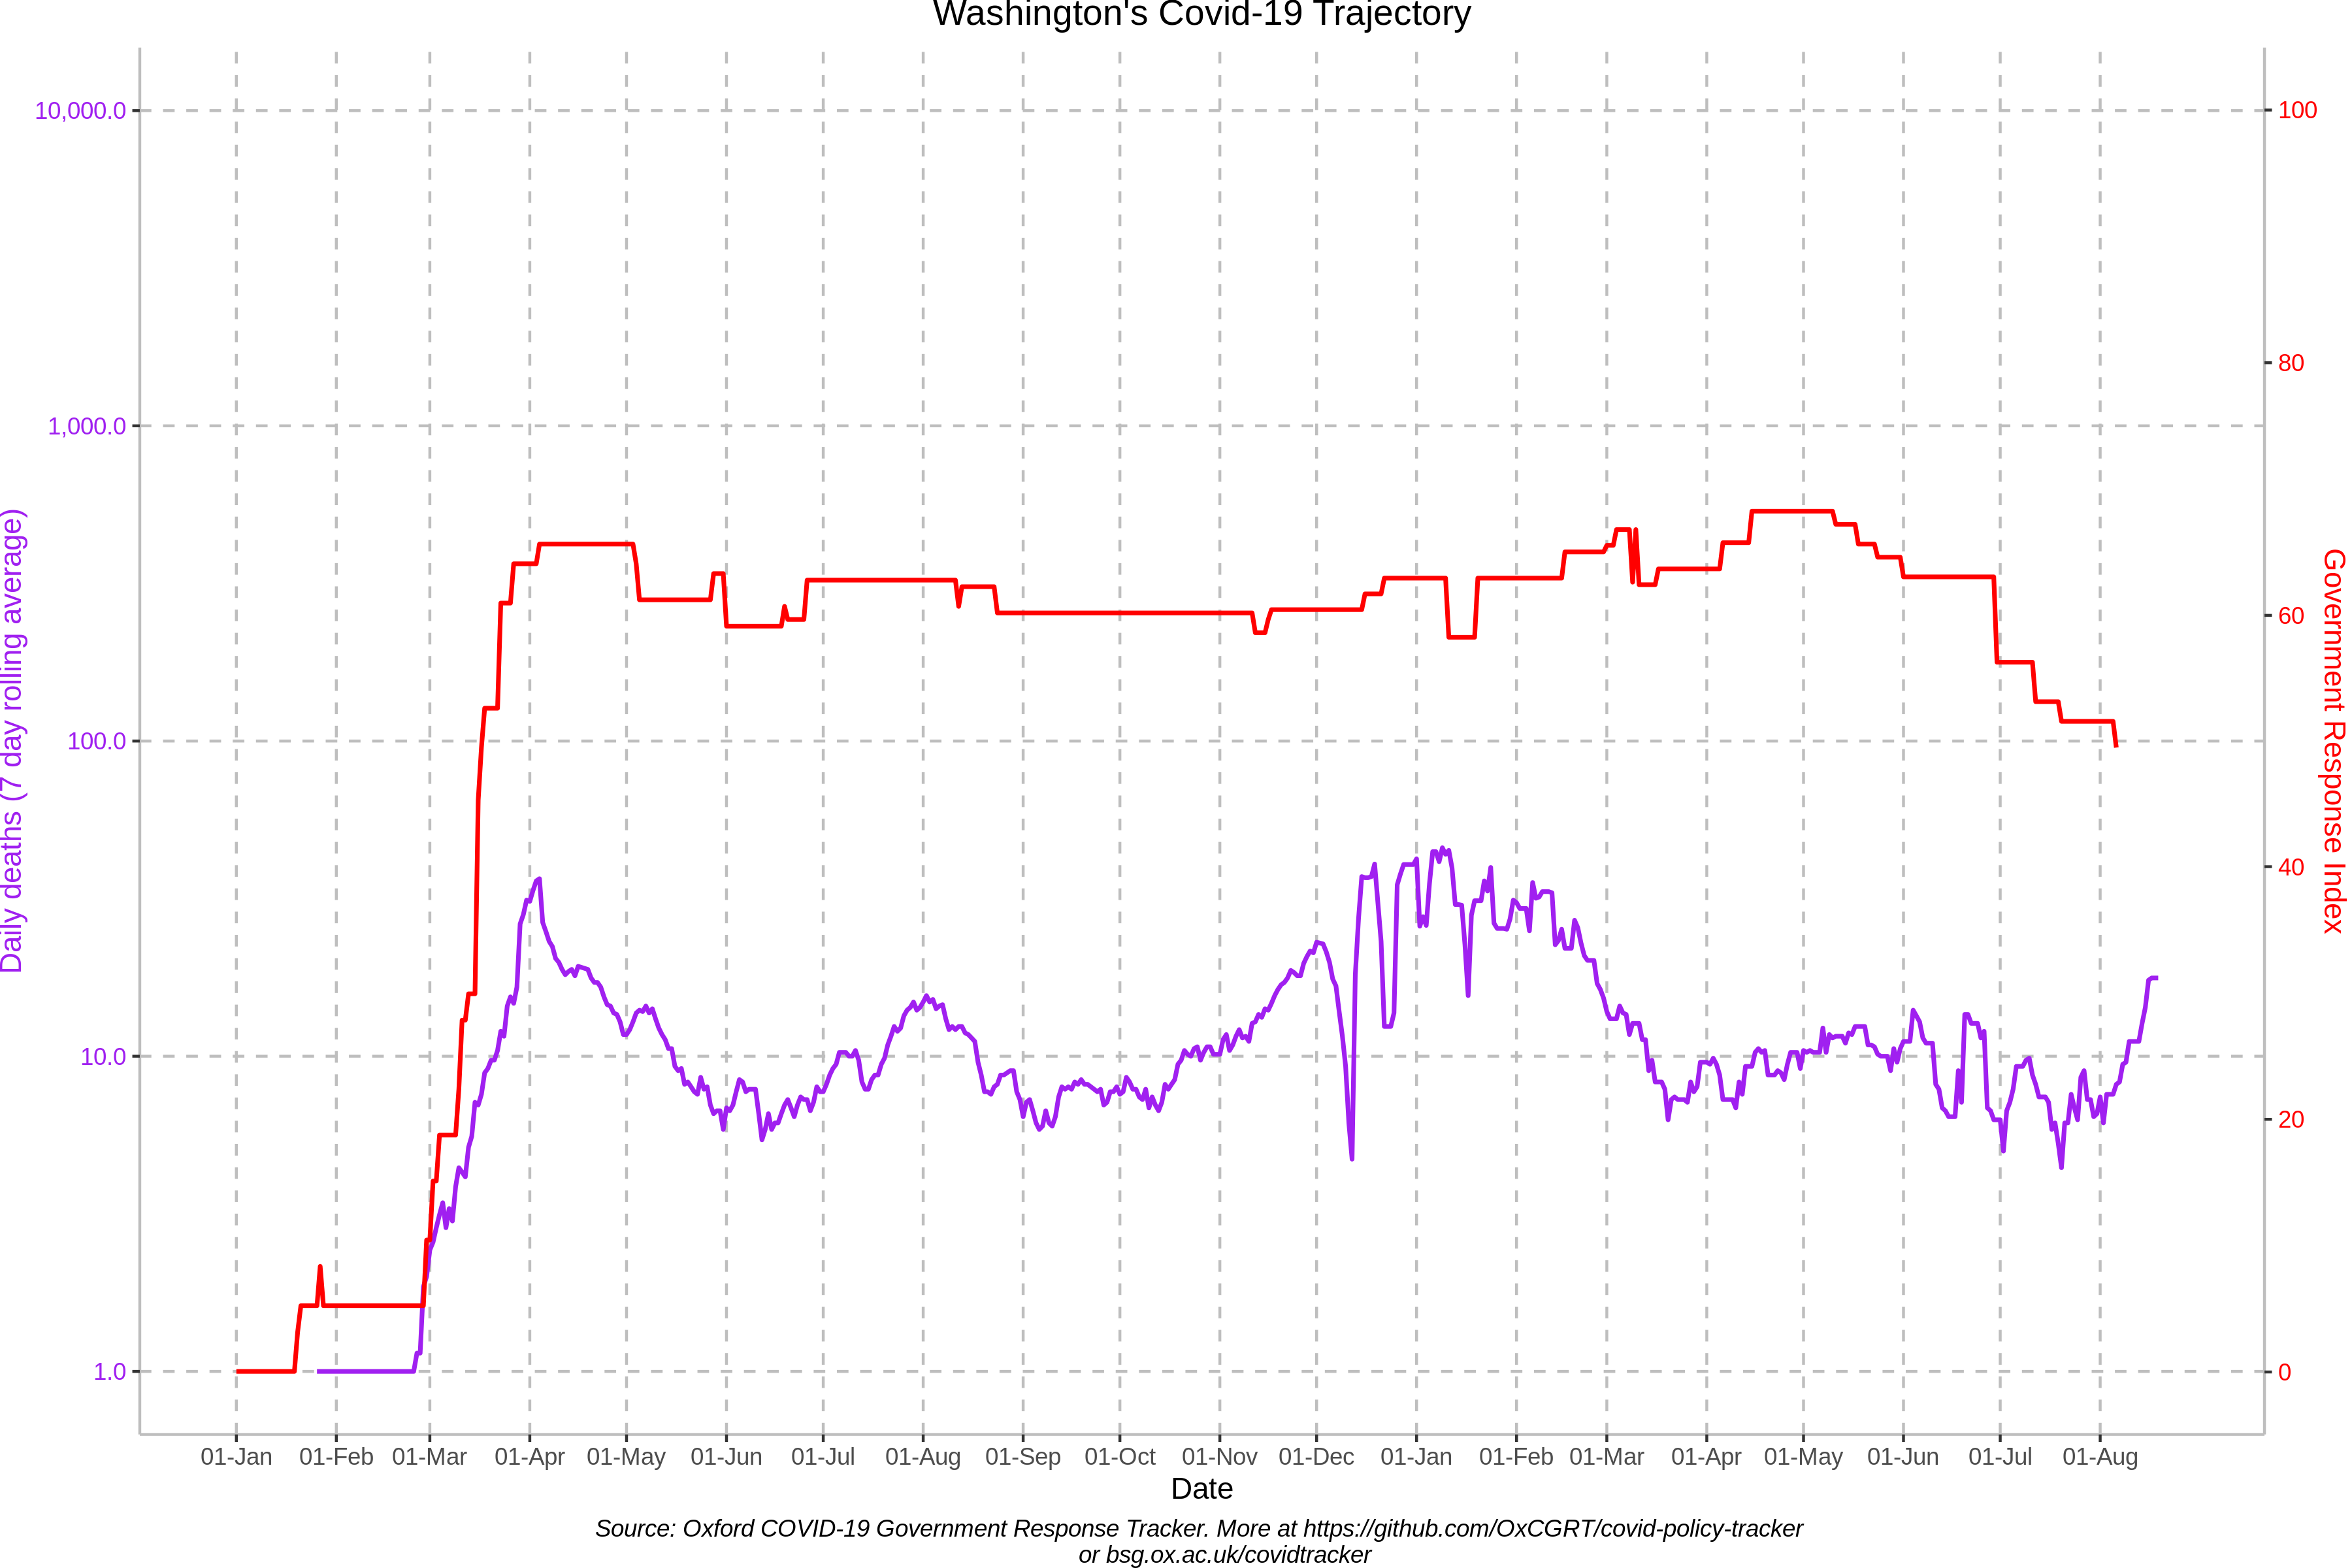 Washington's Covid-19 Trajectory
10,000.0
1,000.0
100.0
10.0
1.0
Daily deaths (7 day rolling average)
100
80
60
40
20
0
Government Response Index
01-Jan 01-Feb 01-Mar 01-Apr 01-May 01-Jun 01-Jul 01-Aug 01-Sep 01-Oct 01-Nov 01-Dec 01-Jan 01-Feb 01-Mar 01-Apr 01-May 01-Jun 01-Jul 01-Aug
Date
Source: Oxford COVID-19 Government Response Tracker. More at https://github.com/OxCGRT/covid-policy-tracker
or bsg.ox.ac.uk/covidtracker